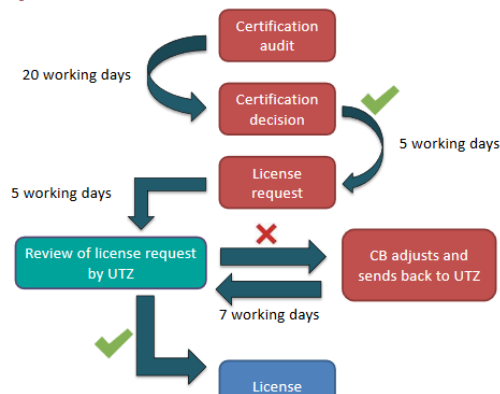 Certification
audit
20 working days
Certification
decision
5 working days
License
request
5 working days
Review of license request
by UTZ
CB adjusts and
sends back to UTZ
7 working days
License